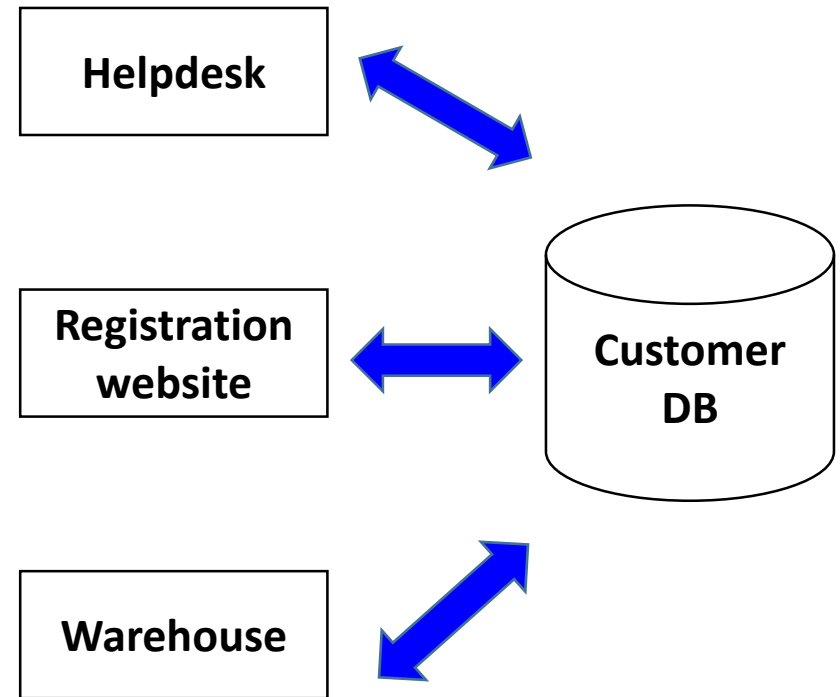 Helpdesk
Registration
website
Customer
DB
Warehouse